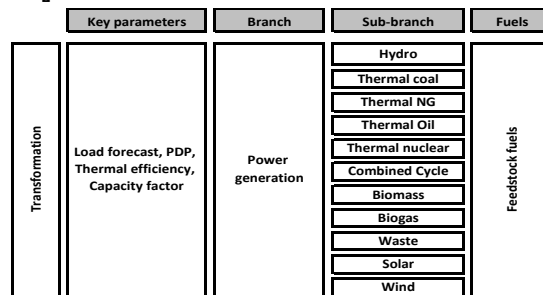 Key parameters Branch Sub-branch Fuels
Transformation
Load forecast, PDP,
Thermal efficiency,
Capacity factor
Power
generation
Hydro
Thermal coal
Thermal NG
Thermal Oil
Thermal nuclear
Combined Cycle
Biomass
Biogas
Waste
Solar
Wind
Feedstock fuels